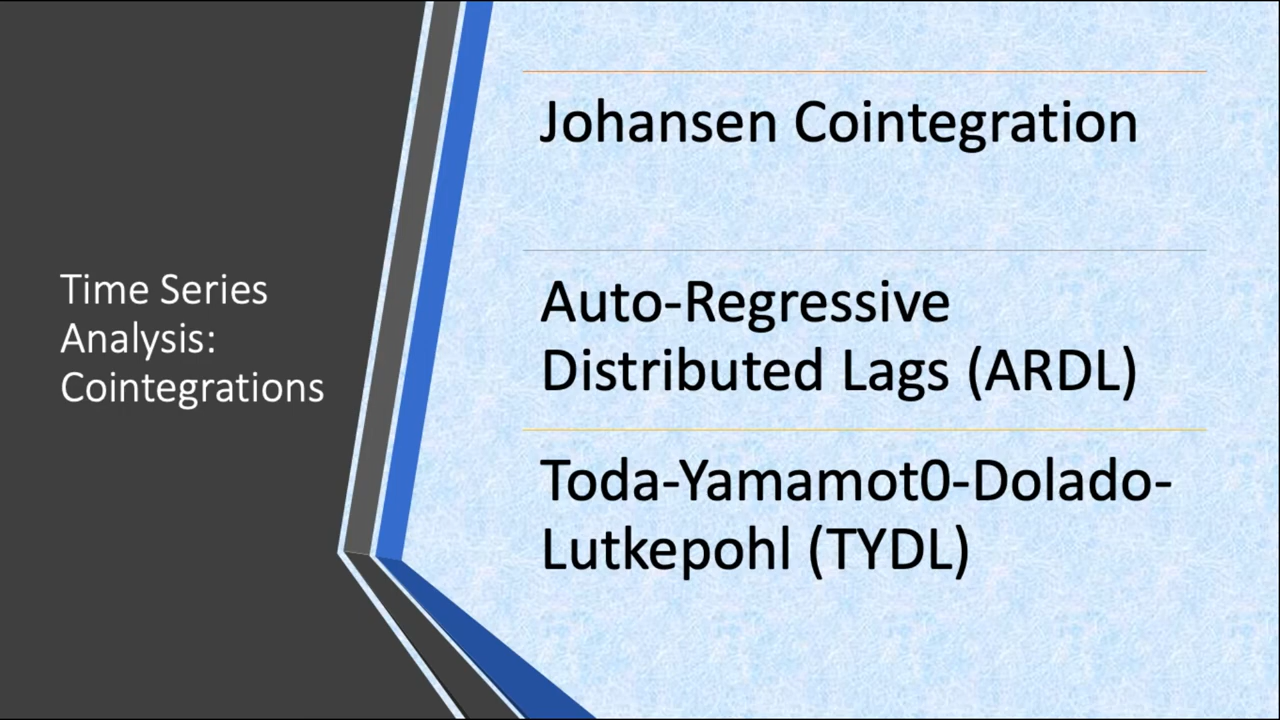 Time Series
Analysis:
Cointegrations
Johansen Cointegration
Auto-Regressive
Distributed Lags (ARDL)
Toda-Yamamot0-Dolado-
Lutkepohl (TYDL)